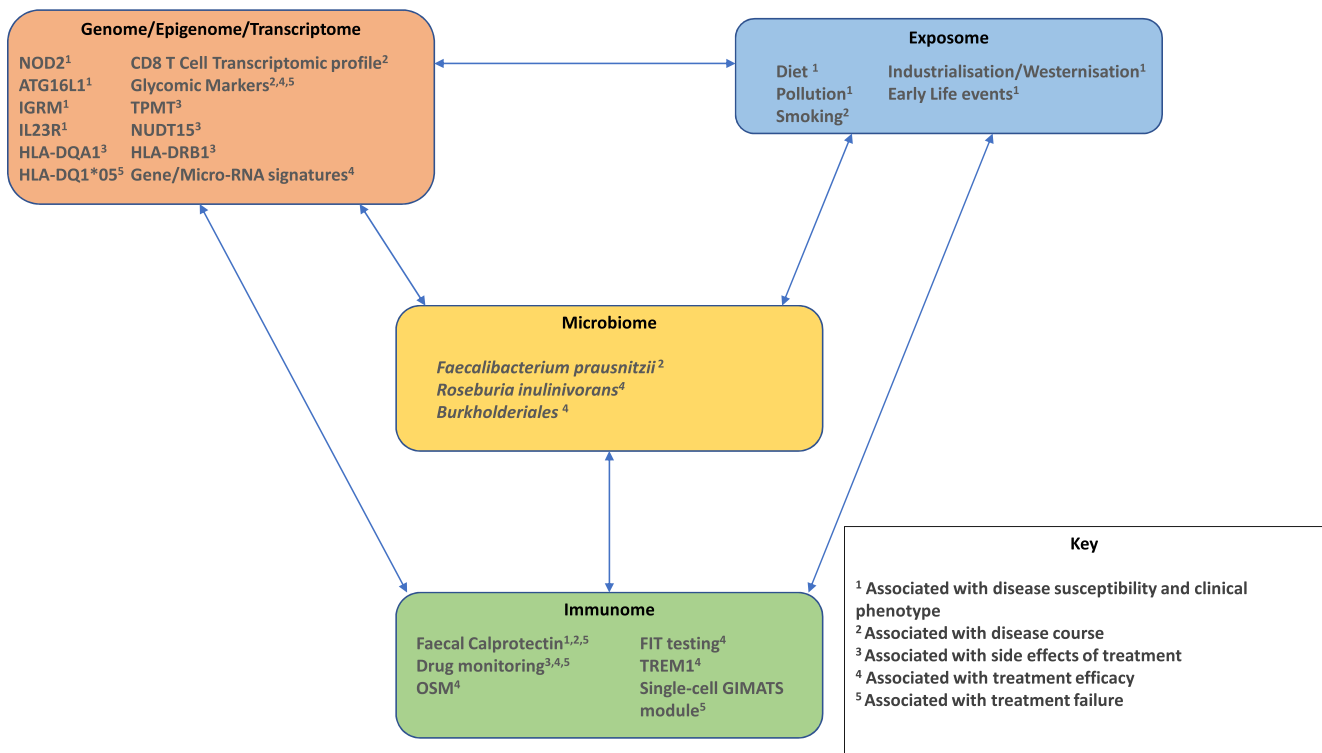 Genome/Epigenome/Transcriptome
NOD2¹
ATG16L1¹
IGRM¹
IL23R¹
HLA-DQA1³
HLA-DQ1*05⁵
CD8 T Cell Transcriptomic profile²
Glycomic Markers²,⁴,⁵
TPMT³
NUDT15³
HLA-DRB1³
Gene/Micro-RNA signatures⁴
Exposome
Diet ¹
Pollution¹
Smoking²
Industrialisation/Westernisation¹
Early Life events¹
Microbiome
Faecalibacterium prausnitzii ²
Roseburia inulinivorans⁴
Burkholderiales ⁴
Immunome
Faecal Calprotectin¹,²,⁵
Drug monitoring³,⁴,⁵
OSM⁴
FIT testing⁴
TREM1⁴
Single-cell GIMATS
module⁵
Key
¹ Associated with disease susceptibility and clinical
phenotype
² Associated with disease course
³ Associated with side effects of treatment
⁴ Associated with treatment efficacy
⁵ Associated with treatment failure